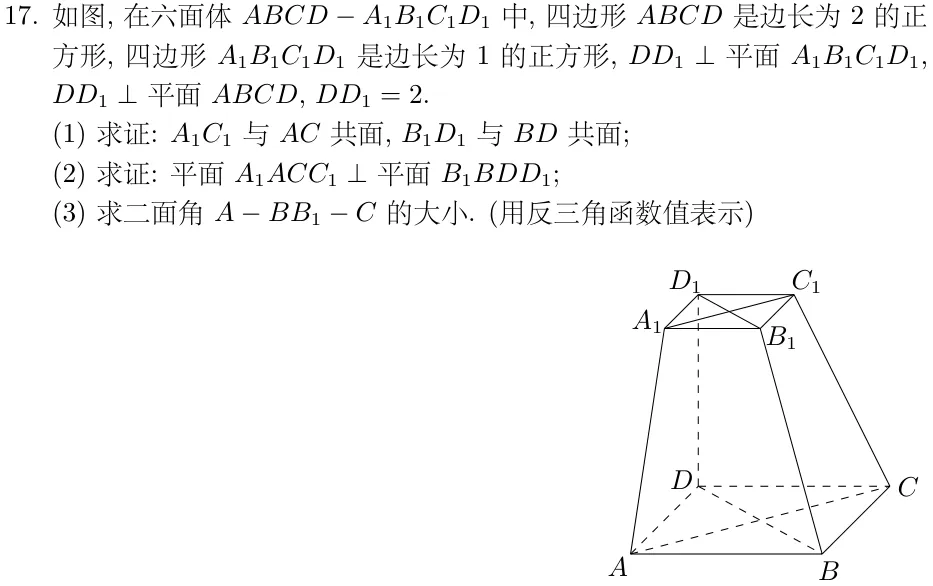 17. 如图, 在六面体 ABCD − A₁B₁C₁D₁ 中, 四边形 ABCD 是边长为 2 的正
方形, 四边形 A₁B₁C₁D₁ 是边长为 1 的正方形, DD₁ ⊥ 平面 A₁B₁C₁D₁,
DD₁ ⊥ 平面 ABCD, DD₁ = 2.
(1) 求证: A₁C₁ 与 AC 共面, B₁D₁ 与 BD 共面;
(2) 求证: 平面 A₁ACC₁ ⊥ 平面 B₁BDD₁;
(3) 求二面角 A − BB₁ − C 的大小. (用反三角函数值表示)
D₁ C₁
A₁ B₁
D C
A B